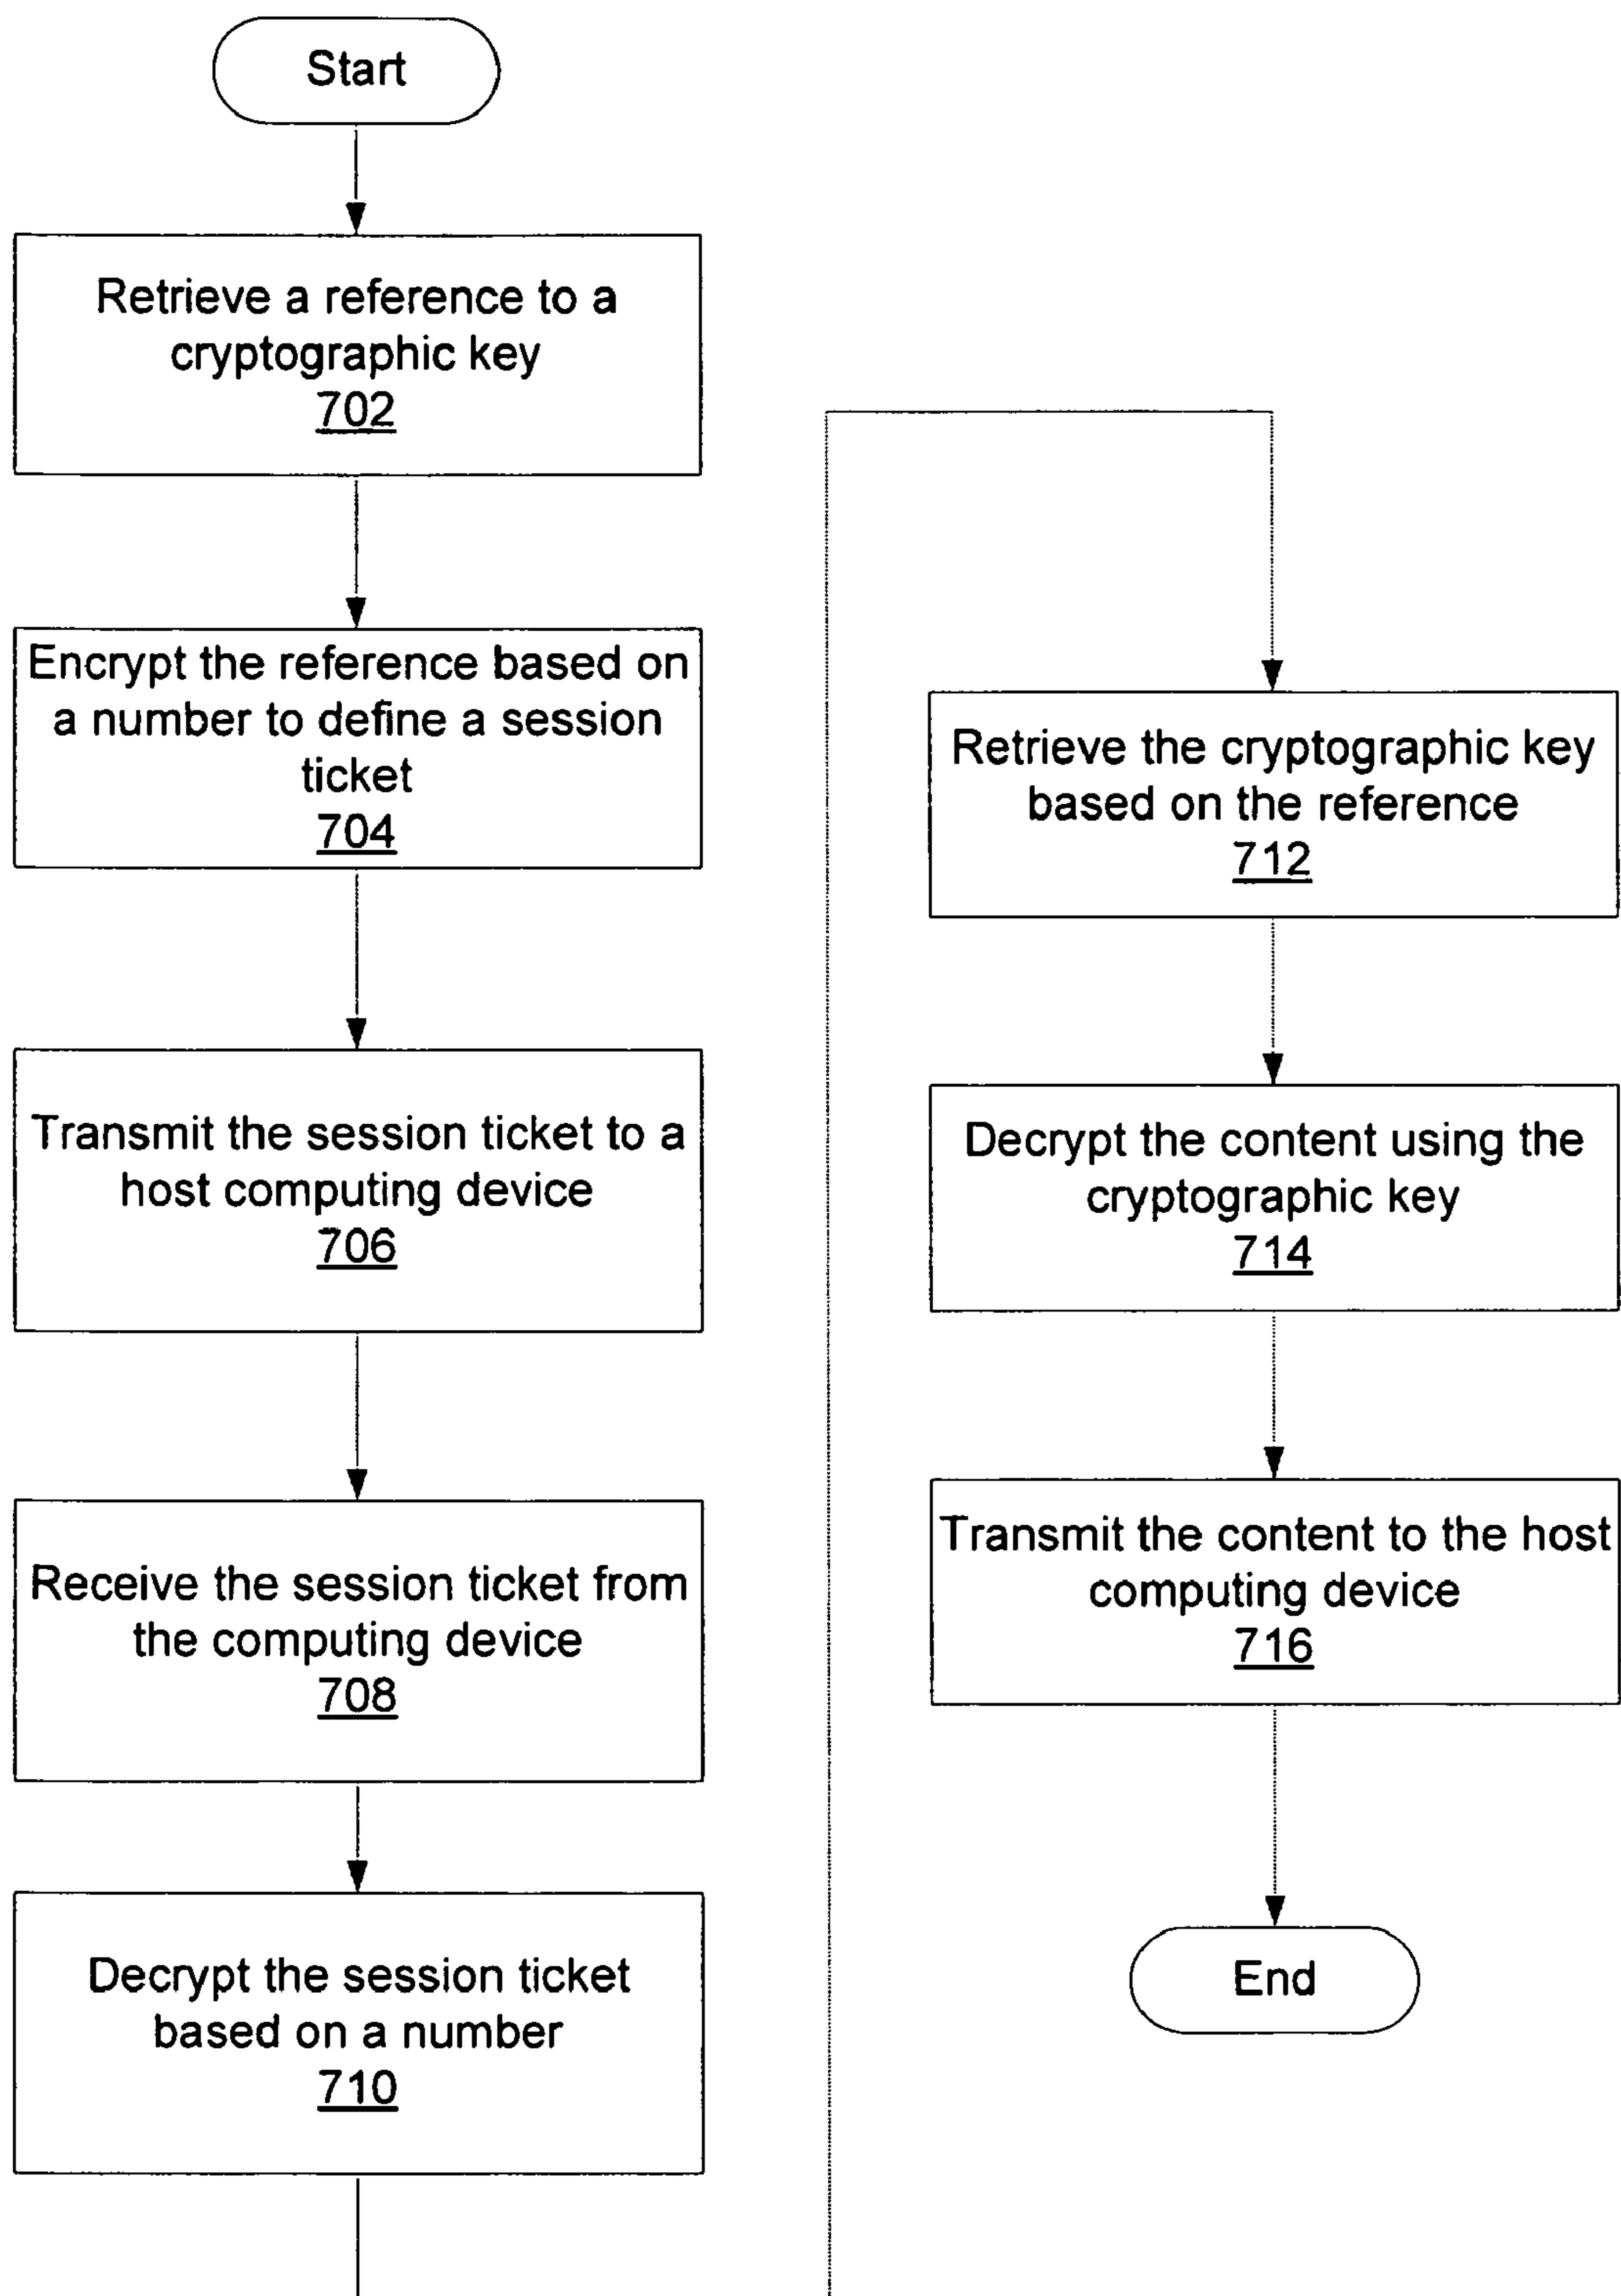 Start
Retrieve a reference to a
cryptographic key
702
Encrypt the reference based on
a number to define a session
ticket
704
Transmit the session ticket to a
host computing device
706
Receive the session ticket from
the computing device
708
Decrypt the session ticket
based on a number
710
Retrieve the cryptographic key
based on the reference
712
Decrypt the content using the
cryptographic key
714
Transmit the content to the host
computing device
716
End